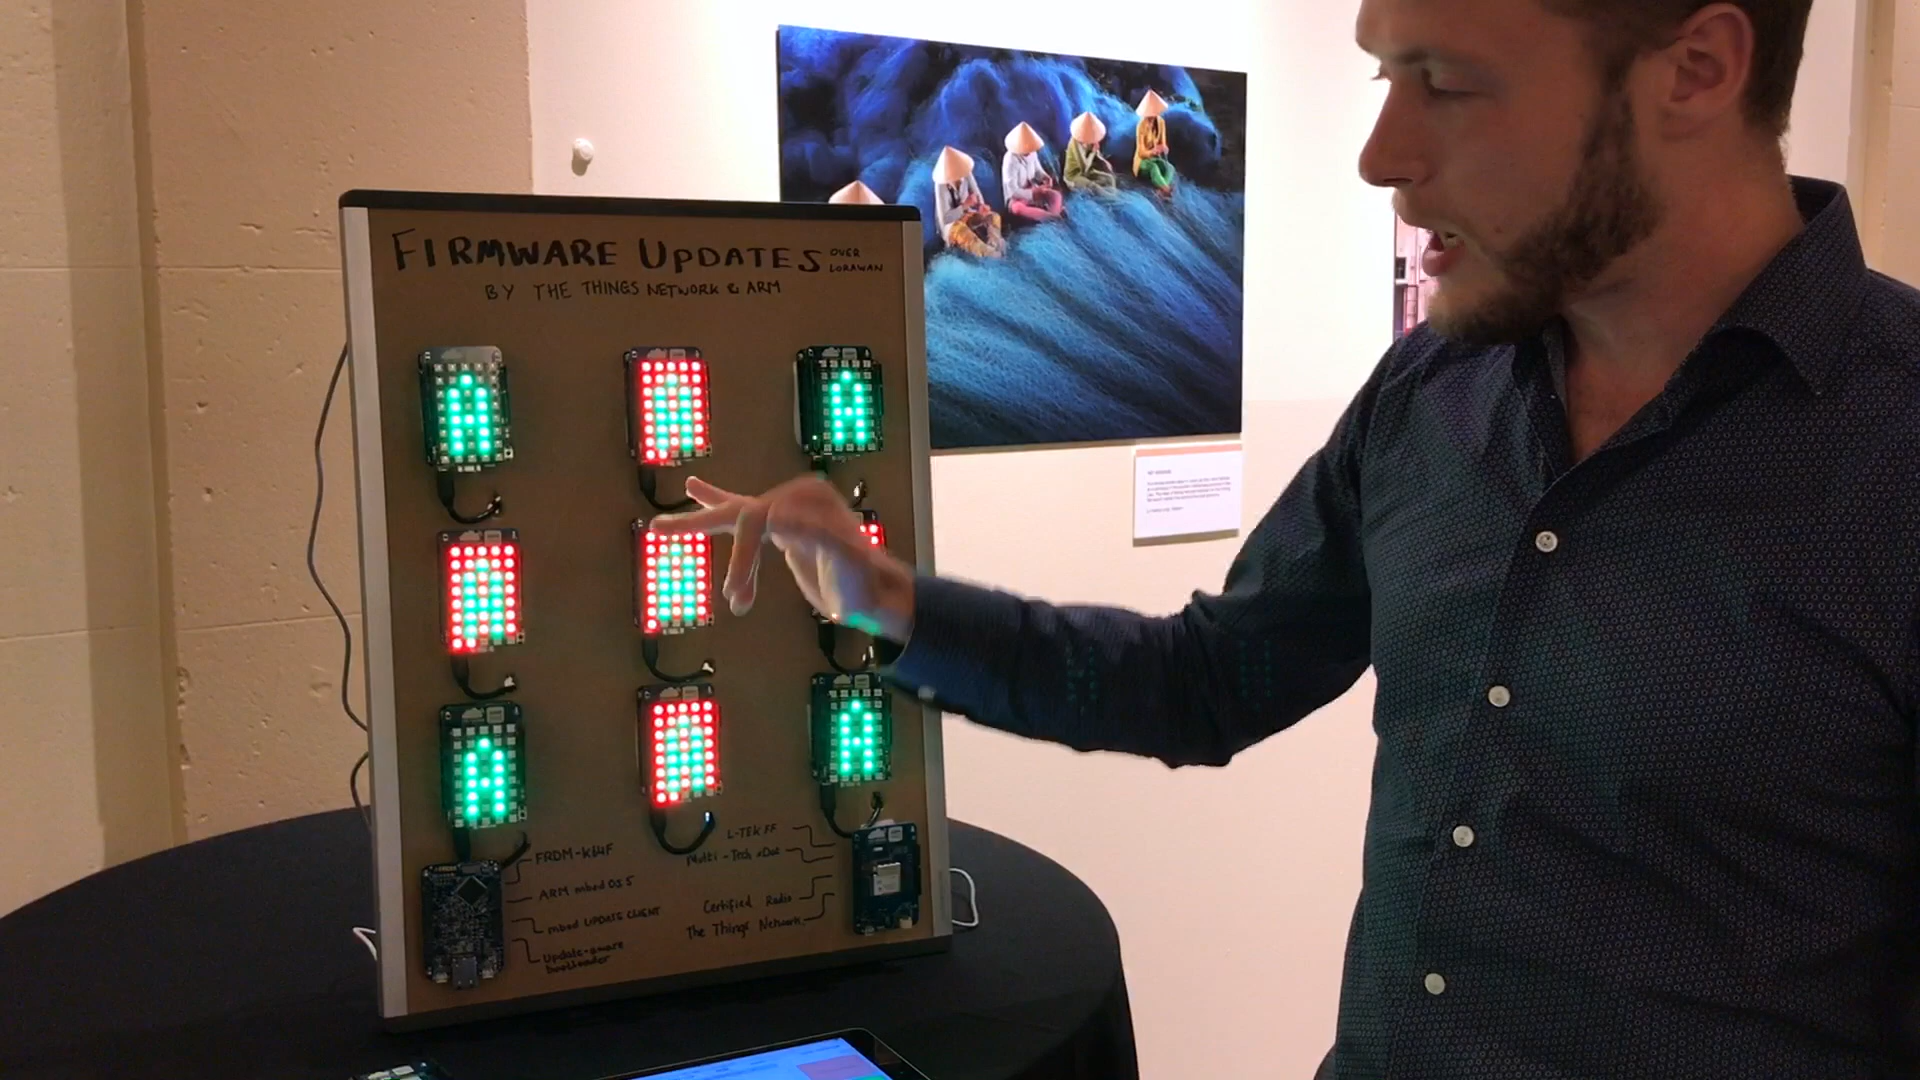 FIRMWARE UPDATES OVER LORAWAN
BY THE THINGS NETWORK & ARM
FRDM-K64F
ARM mbed OS 5
mbed UPDATE CLIENT
Update-aware
bootloader
L-TEK FF
Multi-Tech xDot
Certified Radio
The Things Network